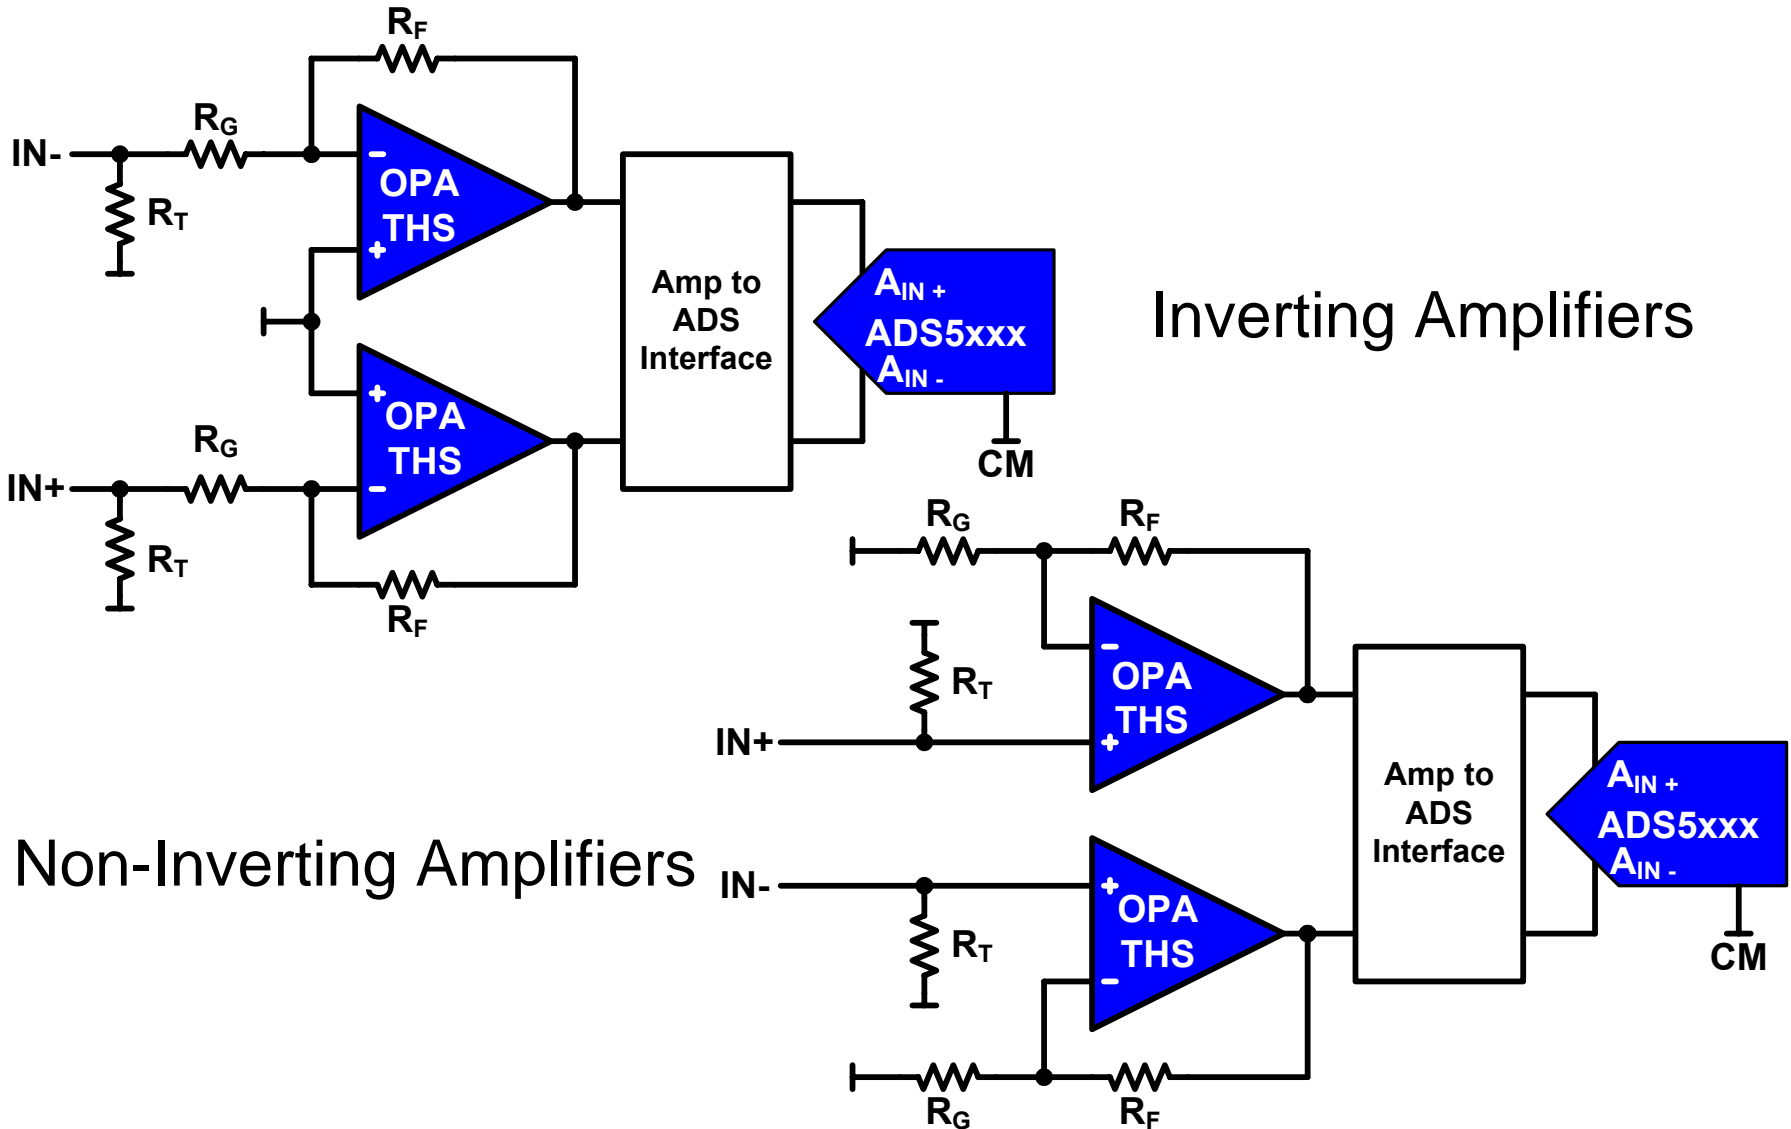 RF
RG
IN-
OPA
THS
RT
Amp to
ADS
Interface
AIN +
ADS5xxx
AIN -
CM
Inverting Amplifiers
OPA
THS
RG
IN+
RT
RF
RG
RF
OPA
THS
RT
IN+
Amp to
ADS
Interface
AIN +
ADS5xxx
AIN -
CM
Non-Inverting Amplifiers
IN-
OPA
THS
RT
RG
RF